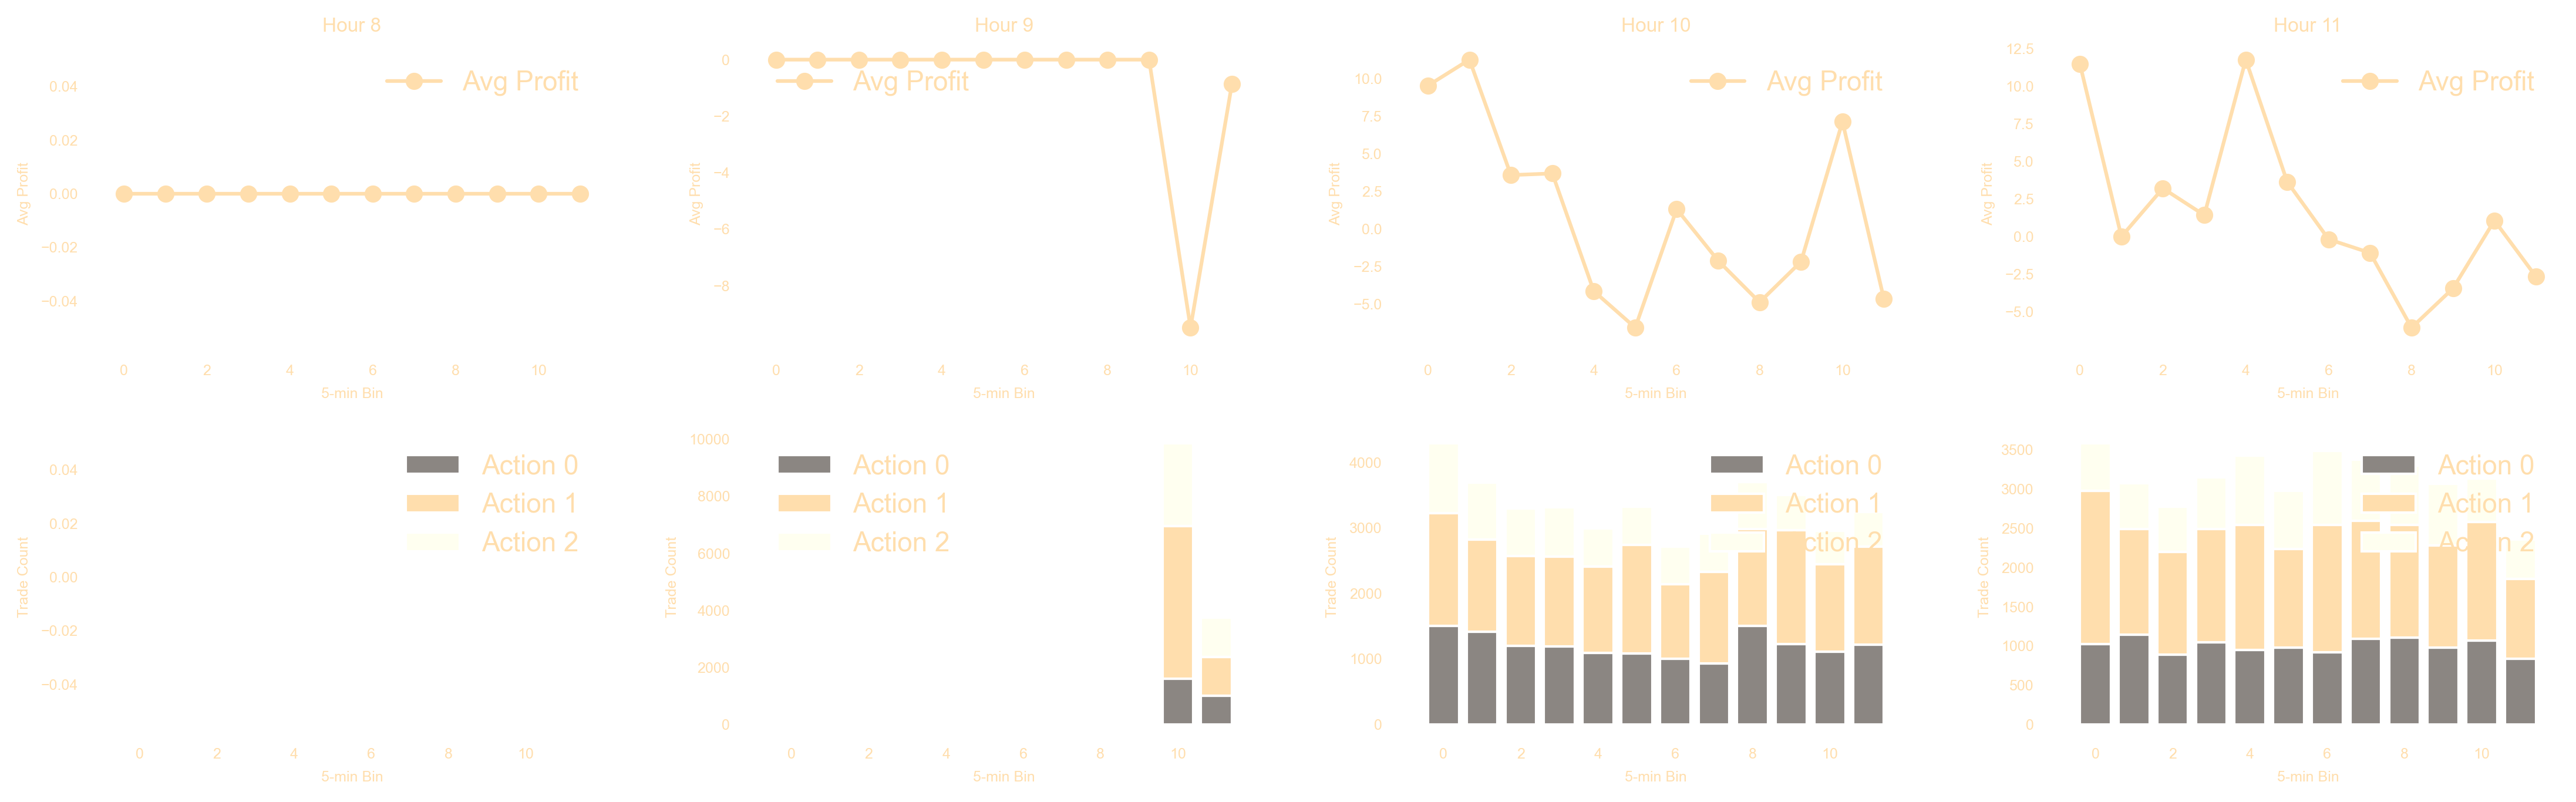 Hour 8
Avg Profit
0.04
0.02
0.00
−0.02
−0.04
Avg Profit
0 2 4 6 8 10
5-min Bin
Hour 9
Avg Profit
0
−2
−4
−6
−8
Avg Profit
0 2 4 6 8 10
5-min Bin
Hour 10
Avg Profit
10.0
7.5
5.0
2.5
0.0
−2.5
−5.0
Avg Profit
0 2 4 6 8 10
5-min Bin
Hour 11
Avg Profit
12.5
10.0
7.5
5.0
2.5
0.0
−2.5
−5.0
Avg Profit
0 2 4 6 8 10
5-min Bin
Trade Count
0.04
0.02
0.00
−0.02
−0.04
Action 0
Action 1
Action 2
0 2 4 6 8 10
5-min Bin
Trade Count
10000
8000
6000
4000
2000
0
Action 0
Action 1
Action 2
0 2 4 6 8 10
5-min Bin
Trade Count
4000
3000
2000
1000
0
Action 0
Action 1
Action 2
0 2 4 6 8 10
5-min Bin
Trade Count
3500
3000
2500
2000
1500
1000
500
0
Action 0
Action 1
Action 2
0 2 4 6 8 10
5-min Bin